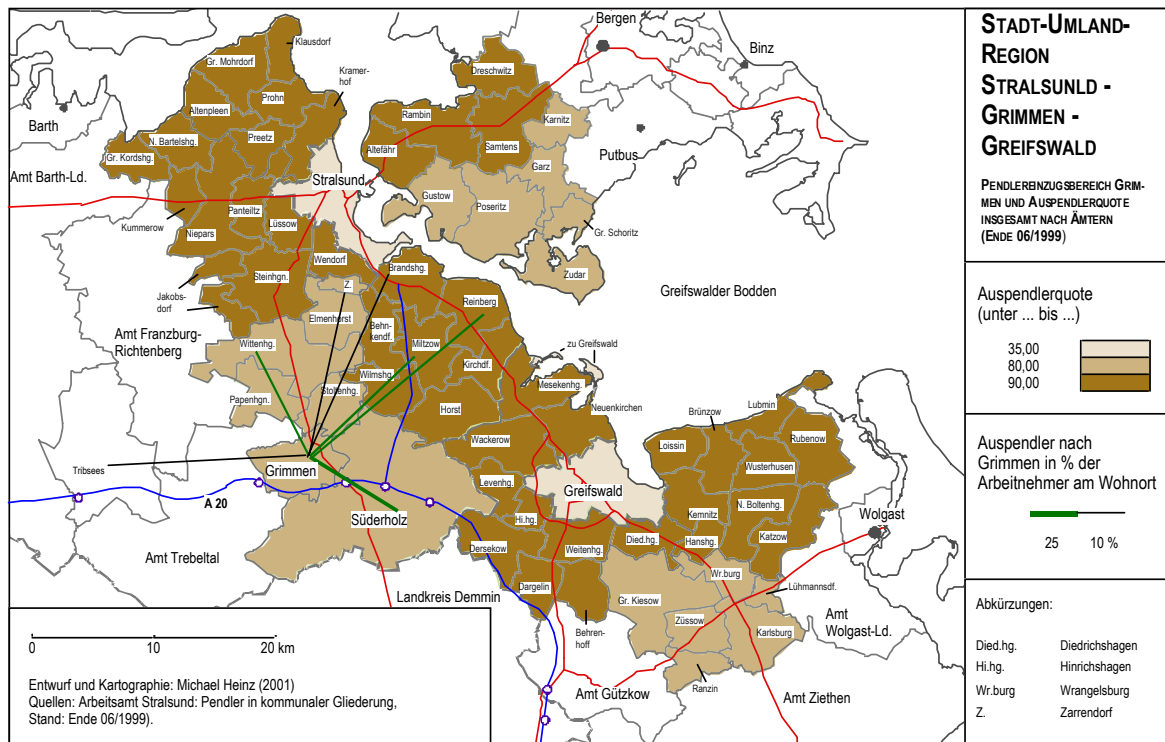 STADT-UMLAND-
REGION
STRALSUNLD -
GRIMMEN -
GREIFSWALD
PENDLEREINZUGSBEREICH GRIM-
MEN UND AUSPENDLERQUOTE
INSGESAMT NACH ÄMTERN
(ENDE 06/1999)
Auspendlerquote
(unter ... bis ...)
35,00
80,00
90,00
Auspendler nach
Grimmen in % der
Arbeitnehmer am Wohnort
25 10 %
Abkürzungen:
Died.hg. Diedrichshagen
Hi.hg. Hinrichshagen
Wr.burg Wrangelsburg
Z. Zarrendorf
Bergen
Klausdorf
Binz
Gr. Mohrdorf
Kramer-
hof
Dreschwitz
Prohn
Altenpleen
Rambin
Karnitz
Barth
N. Bartelshg.
Preetz
Altefähr
Samtens
Putbus
Gr. Kordshg.
Garz
Amt Barth-Ld.
Stralsund
Gustow
Poseritz
Panteiltz
Lüssow
Kummerow
Niepars
Gr. Schoritz
Wendorf
Brandshg.
Zudar
Steinhgn.
Z.
Greifswalder Bodden
Jakobs-
dorf
Elmenhorst
Reinberg
Amt Franzburg-
Richtenberg
Behn-
kendf.
Wittenhg.
Miltzow
zu Greifswald
Kirchdf.
Wilmshg.
Stoltenhg.
Mesekenhg.
Papenhgn.
Horst
Neuenkirchen
Lubmin
Brünzow
Wackerow
Loissin
Rubenow
Tribsees
Grimmen
Wusterhusen
Levenhg.
Greifswald
A 20
N. Boltenhg.
Süderholz
Hi.hg.
Kemnitz
Wolgast
Died.hg.
Hanshg.
Katzow
Dersekow
Weitenhg.
Amt Trebeltal
Wr.burg
Dargelin
Lühmannsdf.
Landkreis Demmin
Gr. Kiesow
Züssow
Amt
Wolgast-Ld.
Behren-
hoff
Karlsburg
Ranzin
Amt Gützkow
Amt Ziethen
0 10 20 km
Entwurf und Kartographie: Michael Heinz (2001)
Quellen: Arbeitsamt Stralsund: Pendler in kommunaler Gliederung,
Stand: Ende 06/1999).